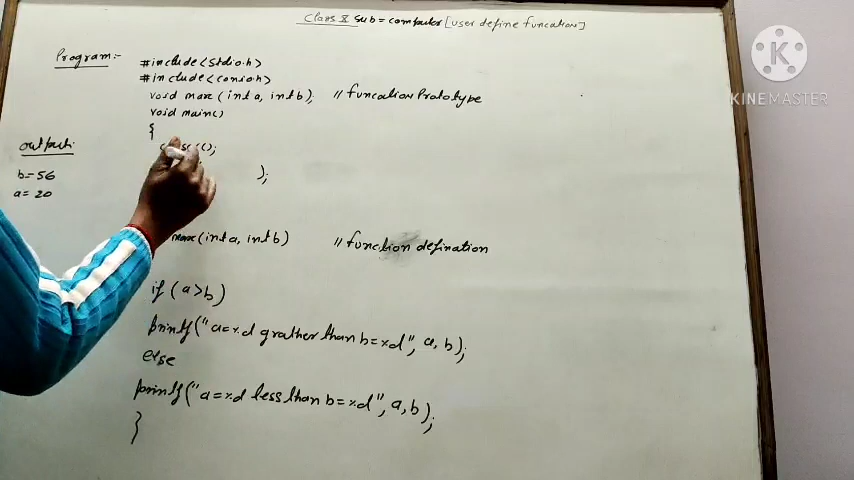 Class X Sub = computer [user define funcation]
Program:-
#include<stdio.h>
#include<conio.h>
void max (int a, int b); // funcation Prototype
void main()
{
();
);
output:
b = 56
a = 20
max (int a, int b) // function defination
if (a>b)
printf("a=%d grather than b=%d", a, b);
else
printf("a=%d less than b=%d", a, b);
}
KINEMASTER